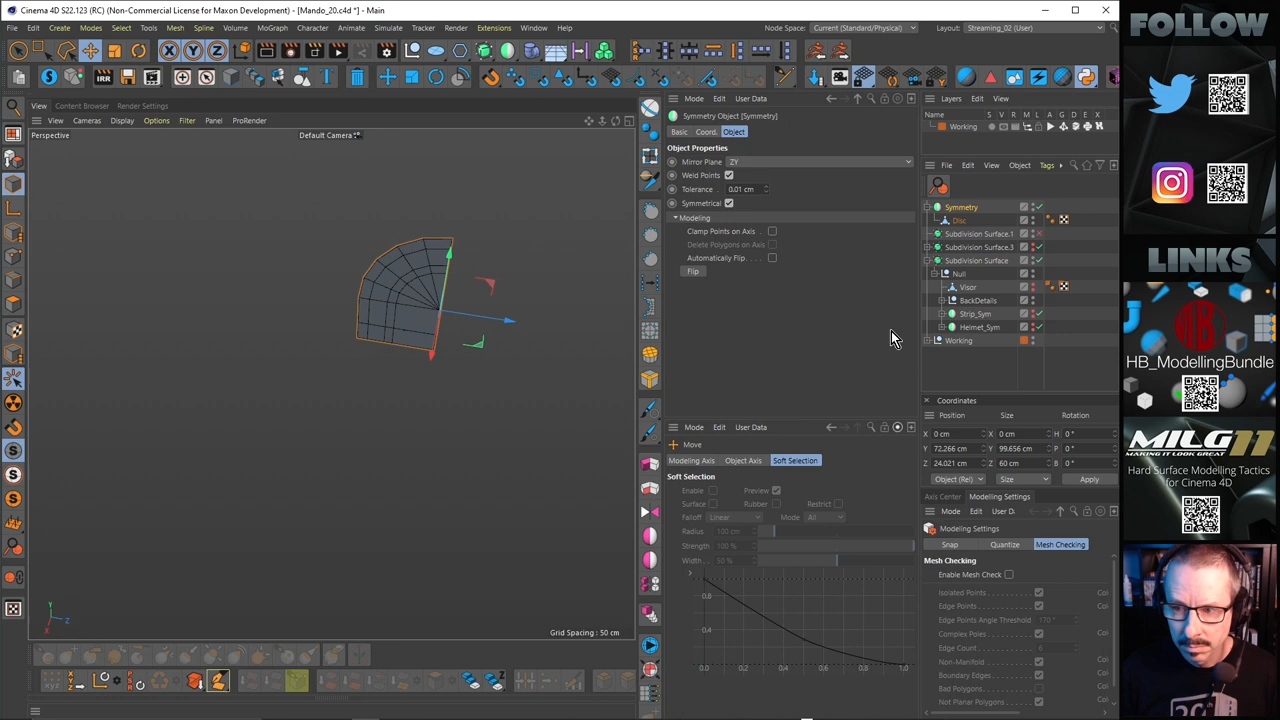 Cinema 4D S22.123 (RC) (Non-Commercial License for Maxon Development) - [Mando_20.c4d *] - Main
File Edit Create Modes Select Tools Mesh Spline Volume MoGraph Character Animate Simulate Tracker Render Extensions Window Help
Node Space: Current (Standard/Physical) Layout: Streaming_02 (User)
View Content Browser Render Settings
View Cameras Display Options Filter Panel ProRender
Perspective
Default Camera
Grid Spacing : 50 cm
Y
Z
X
Mode Edit User Data
Symmetry Object [Symmetry]
Basic Coord. Object
Object Properties
Mirror Plane ZY
Weld Points
Tolerance 0.01 cm
Symmetrical
Modeling
Clamp Points on Axis
Delete Polygons on Axis
Automatically Flip
Flip
Mode Edit User Data
Move
Modeling Axis Object Axis Soft Selection
Soft Selection
Enable Preview
Surface Rubber Restrict
Falloff Linear Mode All
Radius 100 cm
Strength 100 %
Width 50 %
0.8
0.4
0.0 0.2 0.4 0.6 0.8 1.0
Layers Edit View
Name S V R M L A G D E X
Working
File Edit View Object Tags
Symmetry
Disc
Subdivision Surface.1
Subdivision Surface.3
Subdivision Surface
Null
Visor
BackDetails
Strip_Sym
Helmet_Sym
Working
Coordinates
Position Size Rotation
X 0 cm X 0 cm H 0 °
Y 72.266 cm Y 99.656 cm P 0 °
Z 24.021 cm Z 60 cm B 0 °
Object (Rel) Size Apply
Axis Center Modeling Settings
Mode Edit User D
Modeling Settings
Snap Quantize Mesh Checking
Mesh Checking
Enable Mesh Check
Isolated Points Co
Edge Points Co
Edge Points Angle Threshold 170 °
Complex Poles Co
Edge Count 6
Non-Manifold Co
Boundary Edges Co
Bad Polygons Co
Not Planar Polygons Co
FOLLOW
LINKS
HB_ModellingBundle
MILG11
MAKING IT LOOK GREAT
Hard Surface Modelling Tactics
for Cinema 4D